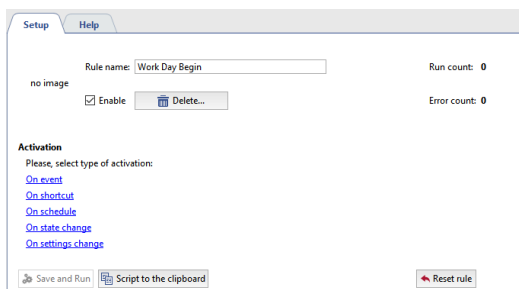 Setup Help
Rule name: Work Day Begin Run count: 0
no image
Enable Delete... Error count: 0
Activation
Please, select type of activation:
On event
On shortcut
On schedule
On state change
On settings change
Save and Run Script to the clipboard Reset rule